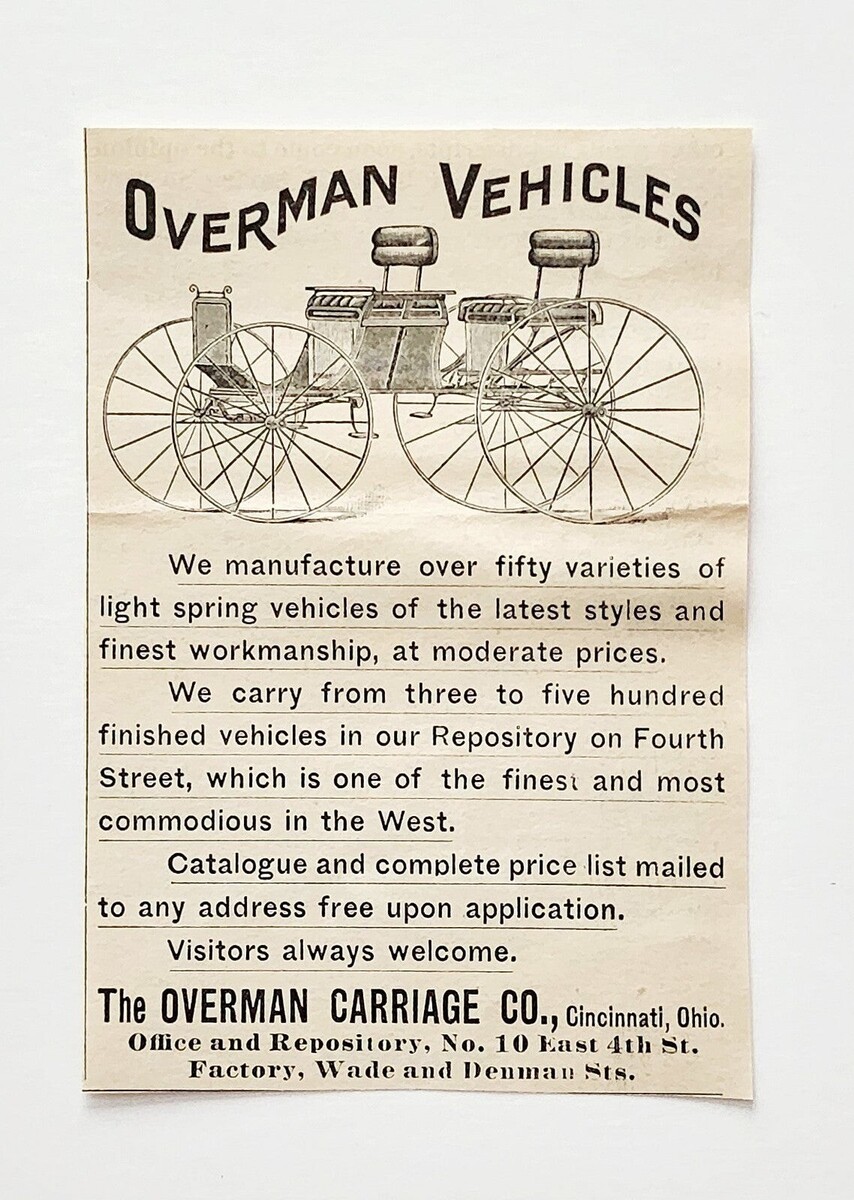 OVERMAN VEHICLES
We manufacture over fifty varieties of
light spring vehicles of the latest styles and
finest workmanship, at moderate prices.
We carry from three to five hundred
finished vehicles in our Repository on Fourth
Street, which is one of the finest and most
commodious in the West.
Catalogue and complete price list mailed
to any address free upon application.
Visitors always welcome.
The OVERMAN CARRIAGE CO., Cincinnati, Ohio.
Office and Repository, No. 10 East 4th St.
Factory, Wade and Denman Sts.